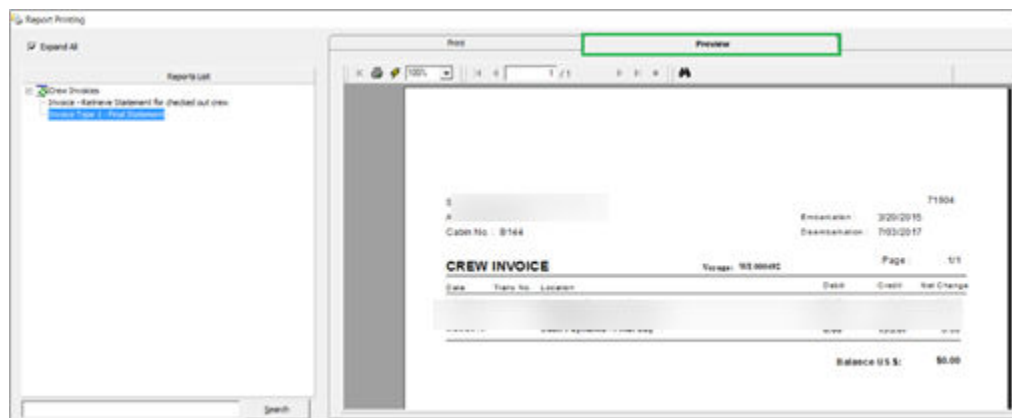 Report Printing
Expand All
Reports List
Crew Invoices
Invoice - Retrieve Statement for checked out crew
Invoice Type 1 - Final Statement
Search
Print
Preview
100%
1 / 1
71504
Embarkation : 3/20/2015
Cabin No. : B144
Disembarkation : 7/03/2017
CREW INVOICE
Voyage:
Page : 1/1
Date Trans No. Location Debit Credit Net Change
Balance US $: $0.00